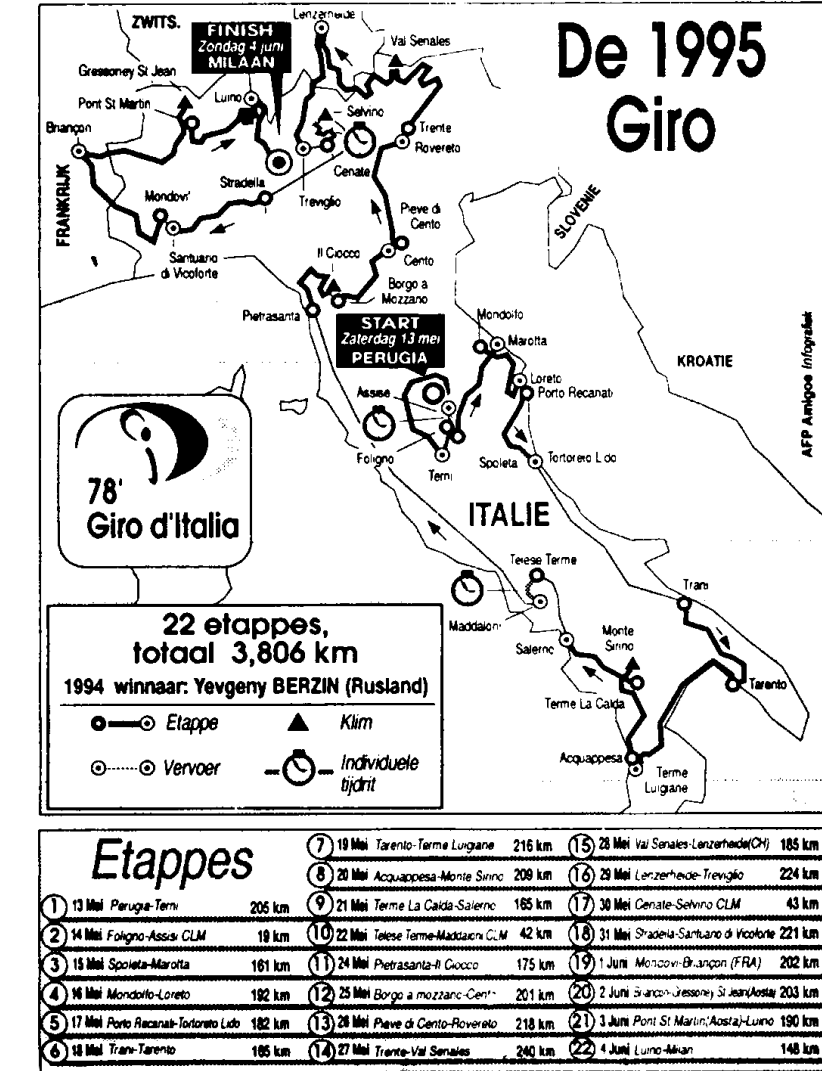 De 1995
Giro
ZWITS.
Lenzerheide
FINISH
Zondag 4 juni
MILAAN
Val Senales
Gressoney St Jean
Pont St Martin
Luino
Selvino
Briançon
Trente
Rovereto
Cenate
Stradella
Treviglio
FRANKRIJK
Mondovi'
Santuario
di Vicoforte
Pieve di
Cento
Cento
SLOVENIE
Il Ciocco
Borgo a
Mozzano
Pietrasanta
START
Zaterdag 13 mei
PERUGIA
Mondolfo
Marotta
KROATIE
Loreto
Porto Recanati
Assise
Foligno
Terni
Spoleta
Tortoreto Lido
AFP Amigoe Infografiek
78'
Giro d'Italia
ITALIE
Telese Terme
Maddaloni
Trani
Salerno
Monte
Sirino
Tarento
Terme La Calda
Acquappesa
Terme
Luigiane
22 etappes,
totaal 3,806 km
1994 winnaar: Yevgeny BERZIN (Rusland)
Etappe
Klim
Vervoer
Individuele
tijdrit
Etappes
1 13 Mei Perugia-Terni 205 km
2 14 Mei Foligno-Assisi CLM 19 km
3 15 Mei Spoleta-Marotta 161 km
4 16 Mei Mondolfo-Loreto 192 km
5 17 Mei Porto Recanati-Tortoreto Lido 182 km
6 18 Mei Trani-Tarento 165 km
7 19 Mei Tarento-Terme Luigiane 216 km
8 20 Mei Acquappesa-Monte Sirino 209 km
9 21 Mei Terme La Calda-Salerno 165 km
10 22 Mei Telese Terme-Maddaloni CLM 42 km
11 24 Mei Pietrasanta-Il Ciocco 175 km
12 25 Mei Borgo a mozzano-Cento 201 km
13 26 Mei Pieve di Cento-Rovereto 218 km
14 27 Mei Trente-Val Senales 240 km
15 28 Mei Val Senales-Lenzerheide(CH) 185 km
16 29 Mei Lenzerheide-Treviglio 224 km
17 30 Mei Cenate-Selvino CLM 43 km
18 31 Mei Stradella-Santuario di Vicoforte 221 km
19 1 Juni Mondovi-Briançon (FRA) 202 km
20 2 Juni Briançon-Gressoney St Jean(Aosta) 203 km
21 3 Juni Pont St Martin(Aosta)-Luino 190 km
22 4 Juni Luino-Milan 148 km